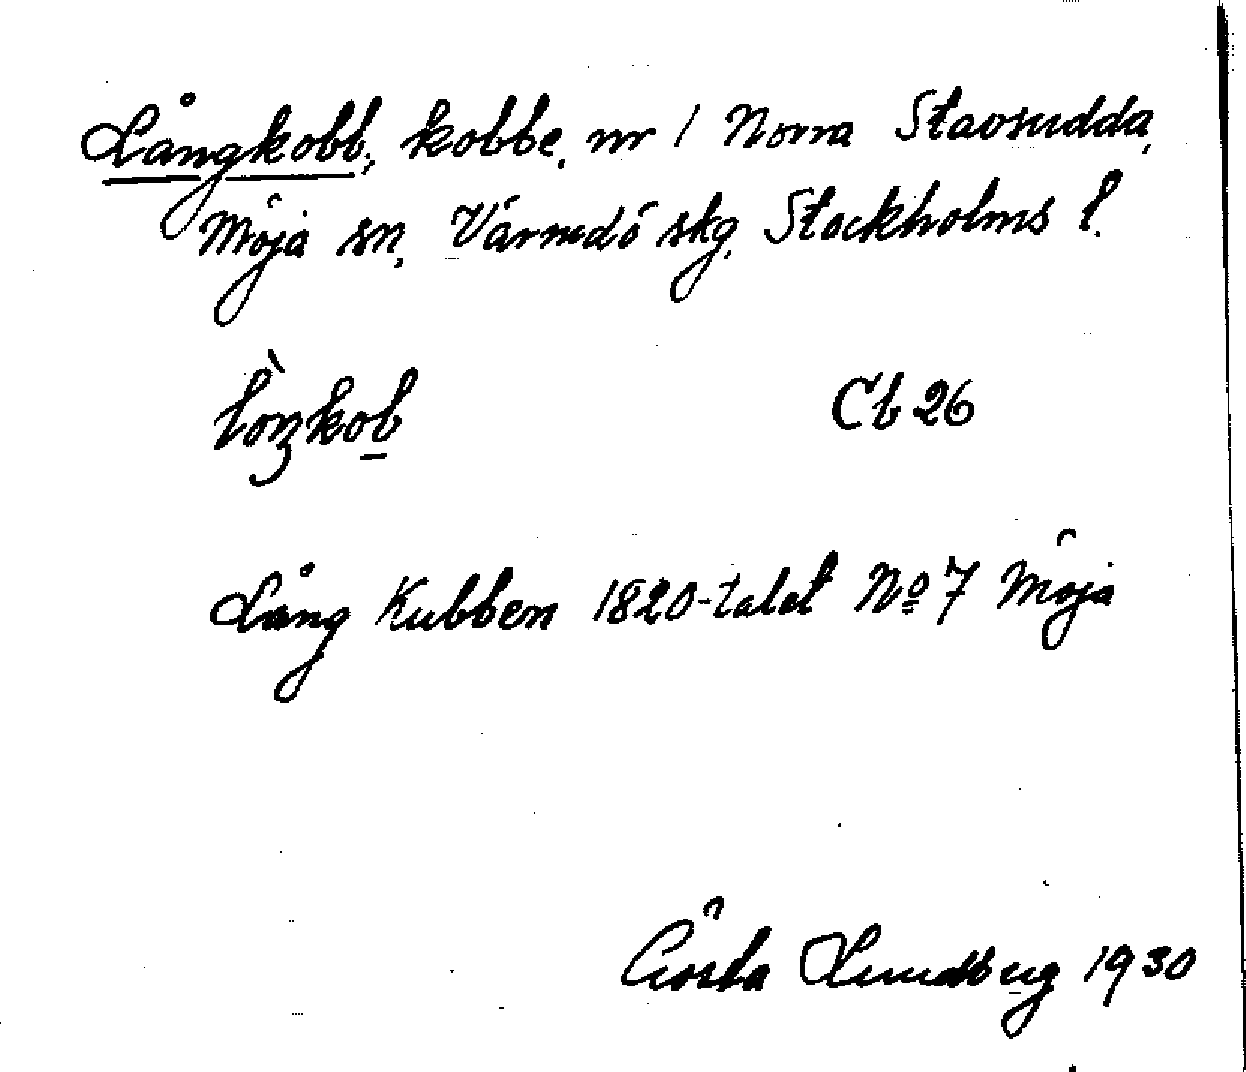 Långkobb, kobbe, nr 1 Norra Stavsudda,
Möja sn, Värmdö skg. Stockholms l.
lòŋkob Cb 26
Lång Kubben 1820-talet No 7 Möja
Gösta Lundberg 1930